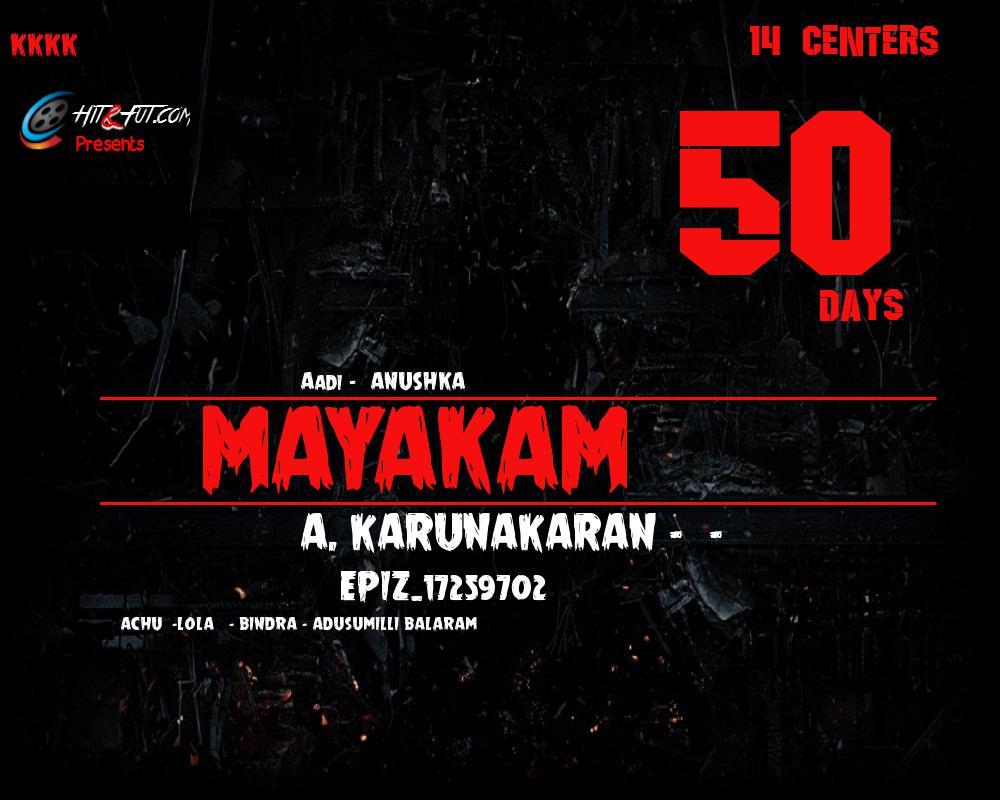 KKKK
14 CENTERS
HIT&FUT.COM
Presents
50
DAYS
AADI - ANUSHKA
MAYAKAM
A. KARUNAKARAN - -
EPIZ_17259702
ACHU -LOLA - BINDRA - ADUSUMILLI BALARAM